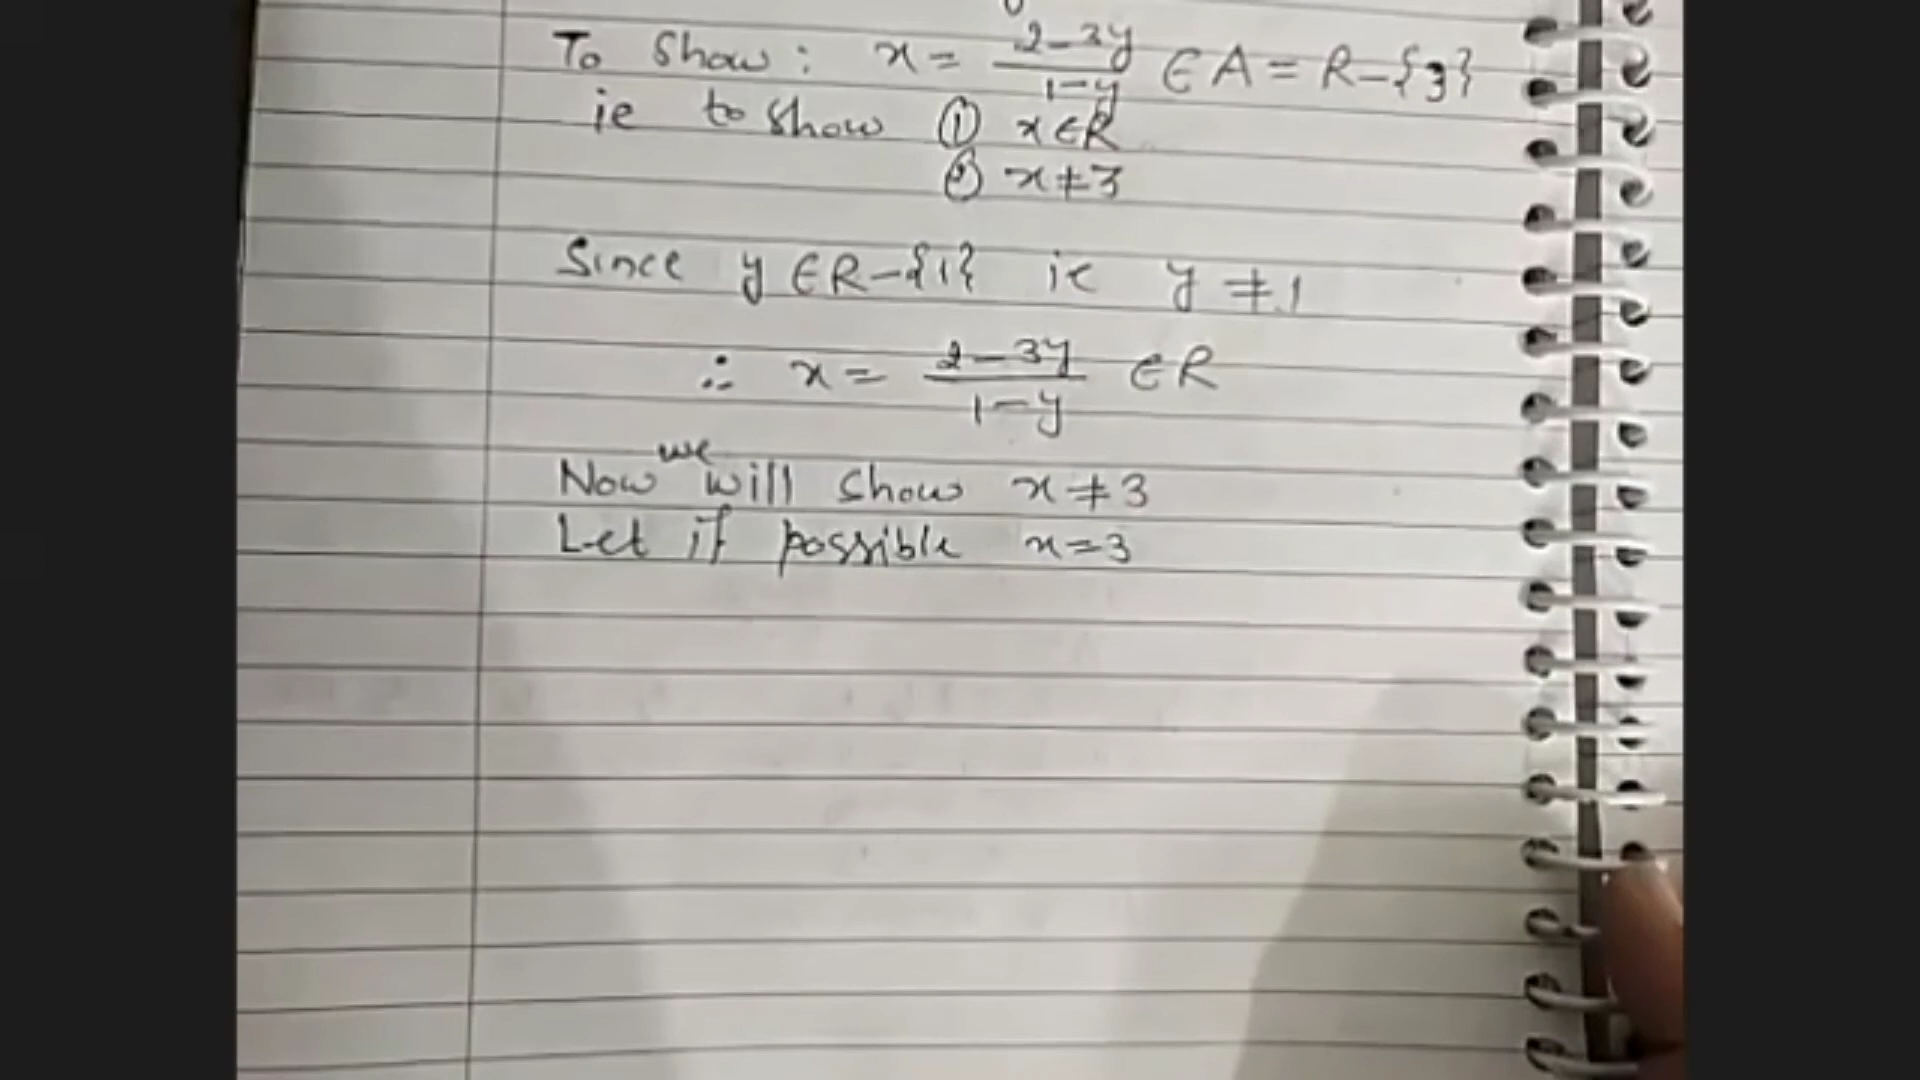 To Show: x = (2-3y)/(1-y) ∈ A = R-{3}
ie to show ① x∈R
② x≠3
Since y ∈R-{1} ie y ≠ 1
∴ x = (2-3y)/(1-y) ∈R
Now we will show x≠3
Let if possible x=3